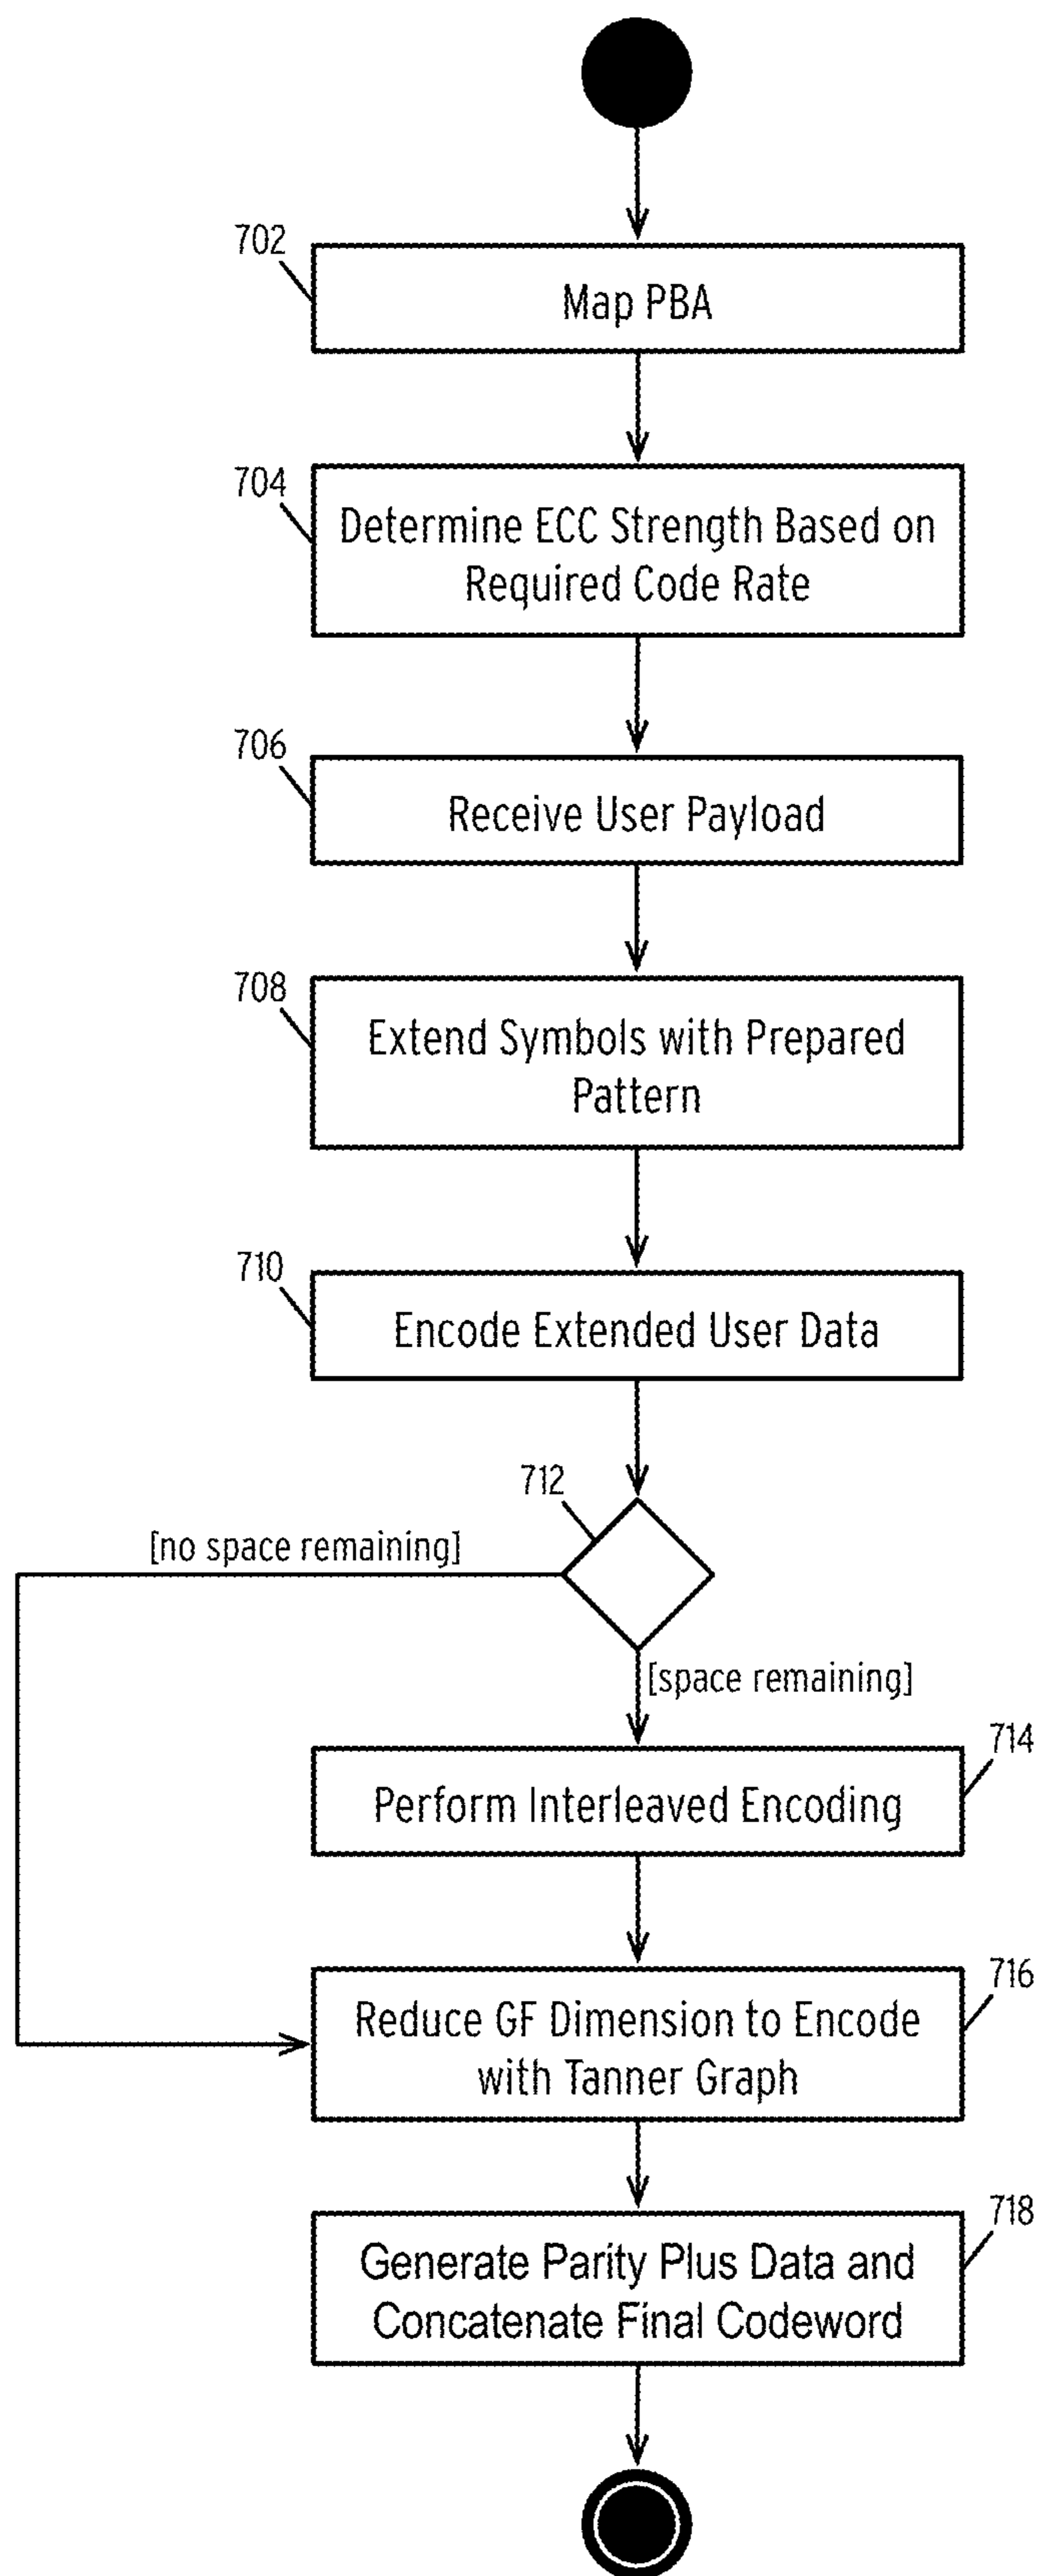 702
Map PBA
704
Determine ECC Strength Based on
Required Code Rate
706
Receive User Payload
708
Extend Symbols with Prepared
Pattern
710
Encode Extended User Data
712
[no space remaining]
[space remaining]
714
Perform Interleaved Encoding
716
Reduce GF Dimension to Encode
with Tanner Graph
718
Generate Parity Plus Data and
Concatenate Final Codeword